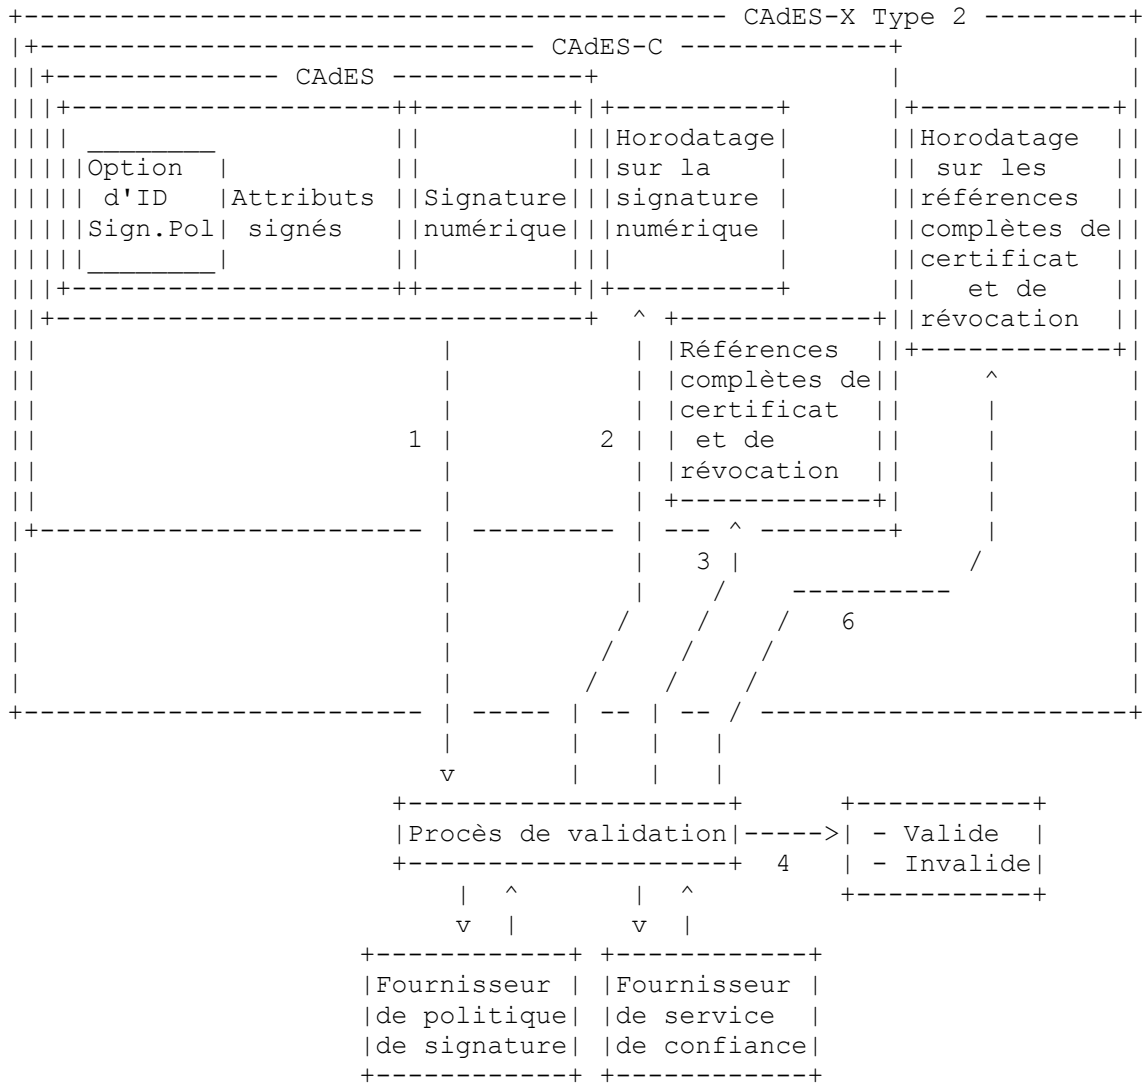 +-------------------------------------------- CAdES-X Type 2 ---------+
|+------------------------------- CAdES-C -------------+              |
||+-------------- CAdES ------------+                  |              |
|||+--------------------++---------+|+----------+       |+------------+|
|||| ________           ||         |||Horodatage|      ||Horodatage  ||
|||||Option  |          ||         |||sur la    |      || sur les    ||
||||| d'ID   |Attributs ||Signature|||signature |      ||références  ||
|||||Sign.Pol| signés   ||numérique|||numérique |      ||complètes de||
|||||________|          ||         |||          |      ||certificat  ||
|||+--------------------++---------+|+----------+      ||   et de    ||
||+---------------------------------+  ^ +------------+||révocation  ||
||                         |           | |Références  ||+------------+|
||                         |           | |complètes de||     ^        |
||                         |           | |certificat  ||     |        |
||                       1 |         2 | | et de      ||     |        |
||                         |           | |révocation  ||     |        |
||                         |           | +------------+|     |        |
|+------------------------ | --------- | --- ^ --------+     |        |
|                          |           |   3 |              /         |
|                          |           |    /    ----------           |
|                          |          /    /    /   6                 |
|                          |         /    /    /                      |
|                          |        /    /    /                       |
+------------------------- | ----- | -- | -- / -----------------------+
                           |       |    |   |
                           v       |    |   |
                        +--------------------+      +-----------+
                        |Procès de validation|----->| - Valide  |
                        +--------------------+  4   | - Invalide|
                            |  ^       |  ^         +-----------+
                            v  |       v  |
                      +------------+ +------------+
                      |Fournisseur | |Fournisseur |
                      |de politique| |de service  |
                      |de signature| |de confiance|
                      +------------+ +------------+